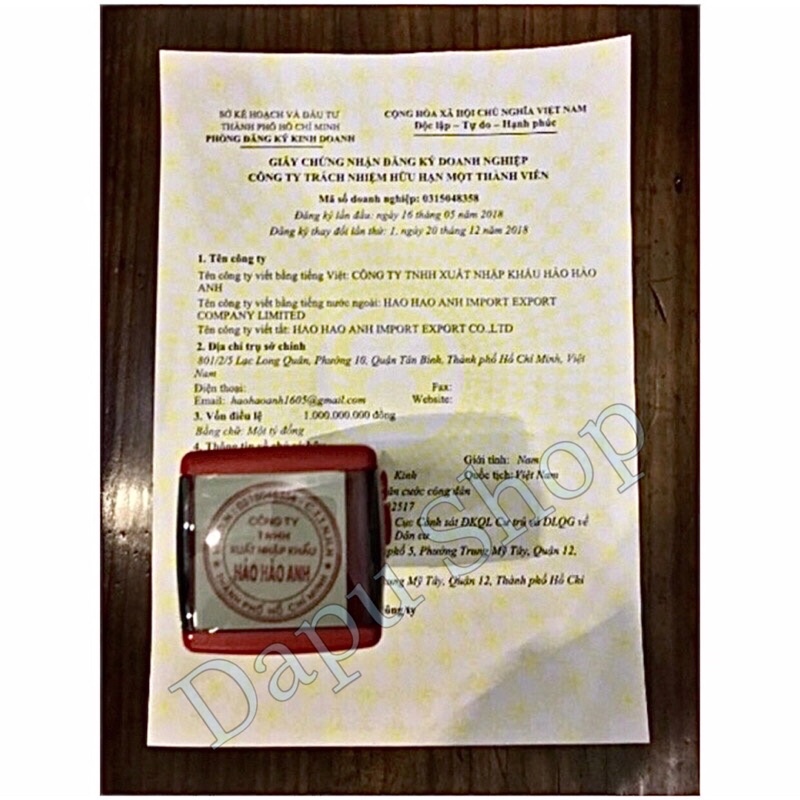 SỞ KẾ HOẠCH VÀ ĐẦU TƯ
THÀNH PHỐ HỒ CHÍ MINH
PHÒNG ĐĂNG KÝ KINH DOANH
CỘNG HÒA XÃ HỘI CHỦ NGHĨA VIỆT NAM
Độc lập – Tự do – Hạnh phúc
GIẤY CHỨNG NHẬN ĐĂNG KÝ DOANH NGHIỆP
CÔNG TY TRÁCH NHIỆM HỮU HẠN MỘT THÀNH VIÊN
Mã số doanh nghiệp: 0315048358
Đăng ký lần đầu: ngày 16 tháng 05 năm 2018
Đăng ký thay đổi lần thứ: 1, ngày 20 tháng 12 năm 2018
1. Tên công ty
Tên công ty viết bằng tiếng Việt: CÔNG TY TNHH XUẤT NHẬP KHẨU HẢO HẢO
ANH
Tên công ty viết bằng tiếng nước ngoài: HAO HAO ANH IMPORT EXPORT
COMPANY LIMITED
Tên công ty viết tắt: HAO HAO ANH IMPORT EXPORT CO.,LTD
2. Địa chỉ trụ sở chính
801/2/5 Lạc Long Quân, Phường 10, Quận Tân Bình, Thành phố Hồ Chí Minh, Việt
Nam
Điện thoại: Fax:
Email: haohaoanh1605@gmail.com Website:
3. Vốn điều lệ 1.000.000.000 đồng
Bằng chữ: Một tỷ đồng
4. Thông tin về chủ
Giới tính: Nam
Kinh Quốc tịch: Việt Nam
căn cước công dân
02517
Cục Cảnh sát ĐKQL Cư trú và DLQG về
Dân cư
phố 5, Phường Trung Mỹ Tây, Quận 12,
Trung Mỹ Tây, Quận 12, Thành phố Hồ Chí
công ty
CÔNG TY
TNHH
XUẤT NHẬP KHẨU
HẢO HẢO ANH
THÀNH PHỐ HỒ CHÍ MINH
Dapu Shop